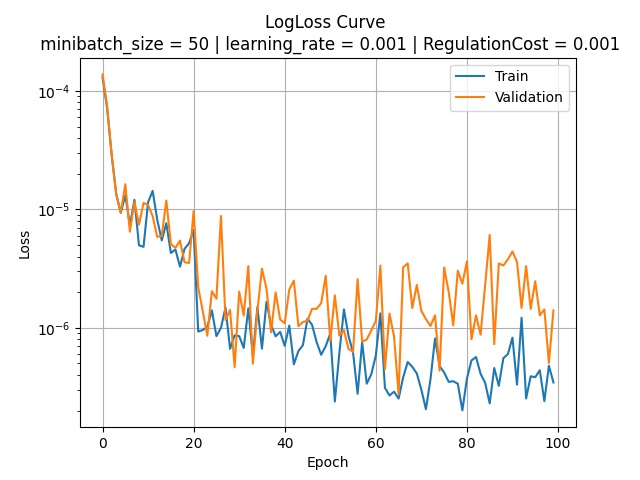 LogLoss Curve
minibatch_size = 50 | learning_rate = 0.001 | RegulationCost = 0.001
Train
Validation
10⁻⁴
10⁻⁵
10⁻⁶
Loss
0 20 40 60 80 100
Epoch